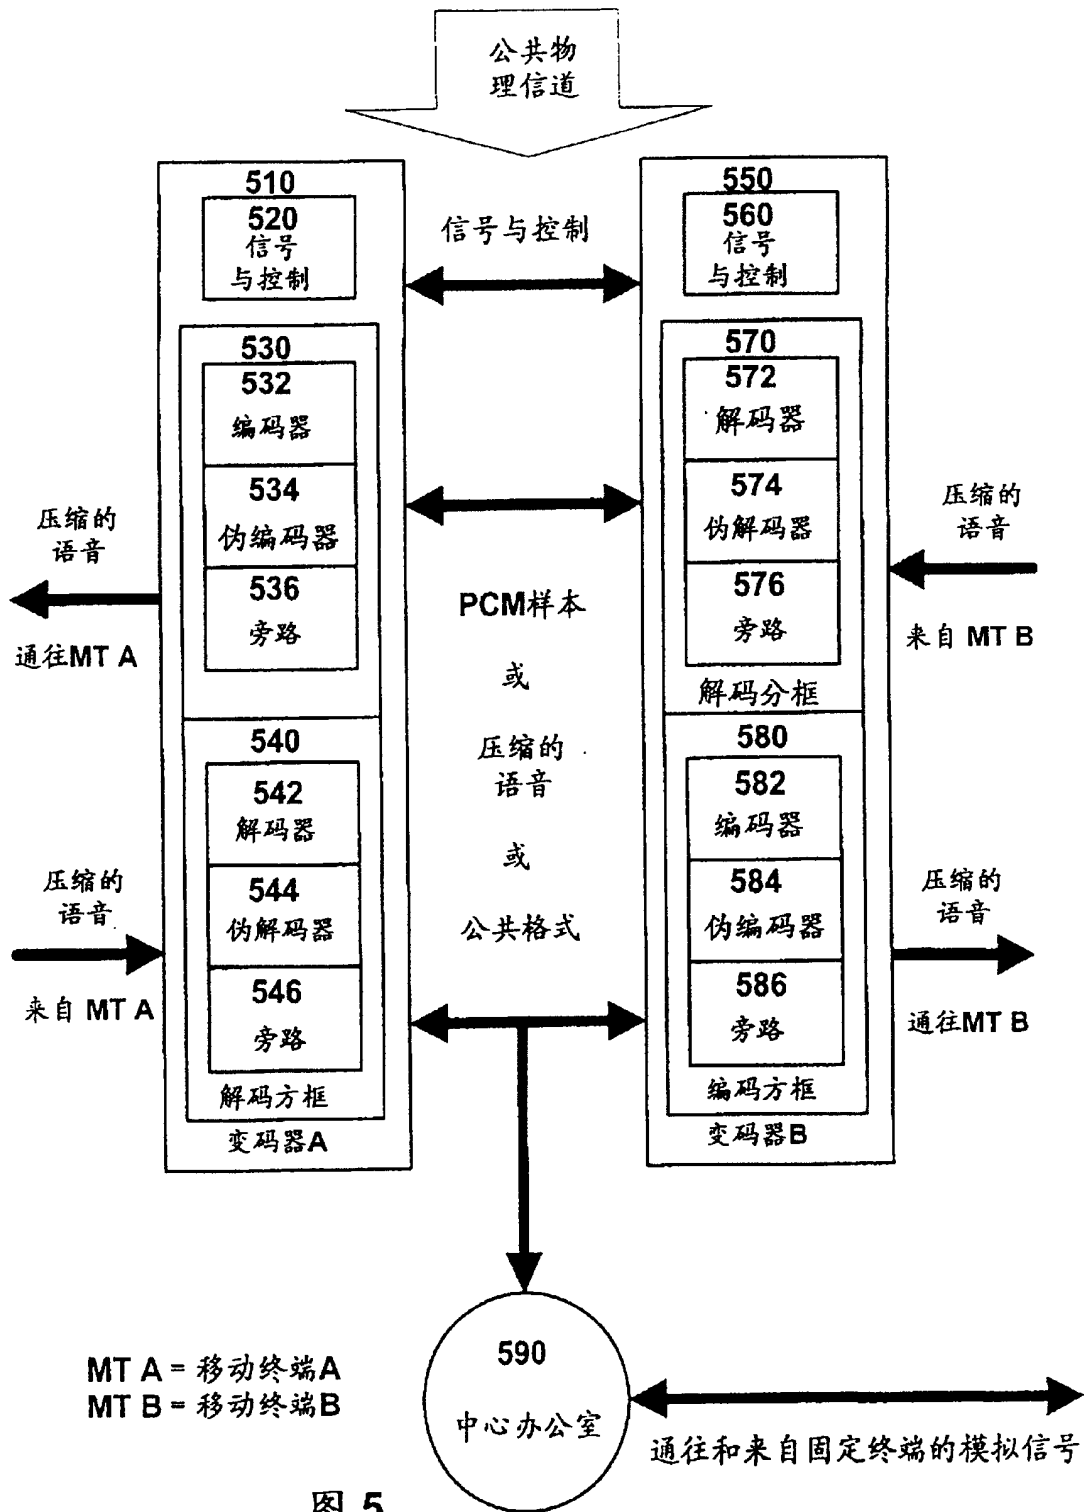 公共物
理信道
510
520
信号
与控制
530
532
编码器
534
伪编码器
536
旁路
540
542
解码器
544
伪解码器
546
旁路
解码方框
变码器A
信号与控制
PCM样本
或
压缩的
语音
或
公共格式
550
560
信号
与控制
570
572
解码器
574
伪解码器
576
旁路
解码分框
580
582
编码器
584
伪编码器
586
旁路
编码方框
变码器B
压缩的
语音
通往MT A
压缩的
语音
来自 MT A
压缩的
语音
来自 MT B
压缩的
语音
通往MT B
590
中心办公室
MT A = 移动终端A
MT B = 移动终端B
通往和来自固定终端的模拟信号
图 5